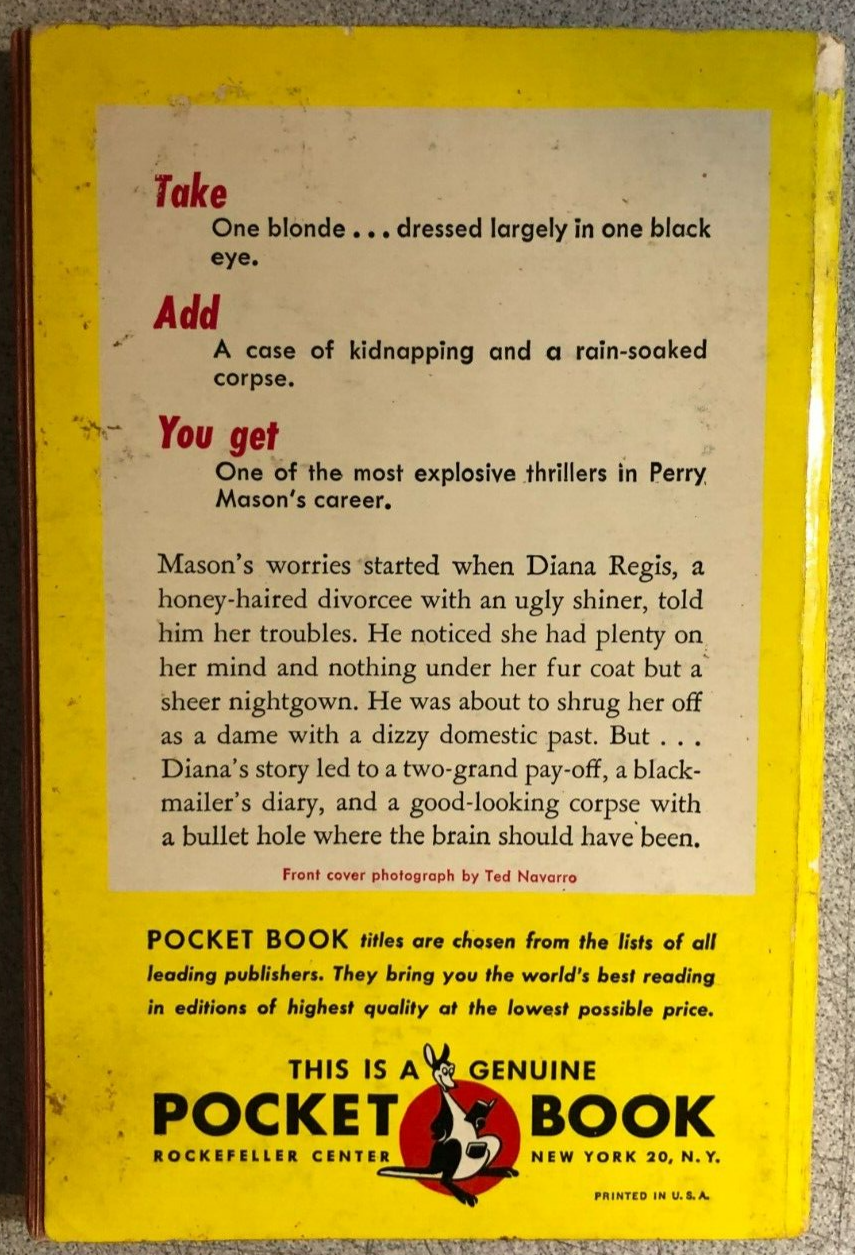 Take
One blonde . . . dressed largely in one black
eye.
Add
A case of kidnapping and a rain-soaked
corpse.
You get
One of the most explosive thrillers in Perry
Mason's career.
Mason's worries started when Diana Regis, a
honey-haired divorcee with an ugly shiner, told
him her troubles. He noticed she had plenty on
her mind and nothing under her fur coat but a
sheer nightgown. He was about to shrug her off
as a dame with a dizzy domestic past. But . . .
Diana's story led to a two-grand pay-off, a black-
mailer's diary, and a good-looking corpse with
a bullet hole where the brain should have been.
Front cover photograph by Ted Navarro
POCKET BOOK titles are chosen from the lists of all
leading publishers. They bring you the world's best reading
in editions of highest quality at the lowest possible price.
THIS IS A GENUINE
POCKET BOOK
ROCKEFELLER CENTER NEW YORK 20, N. Y.
PRINTED IN U. S. A.